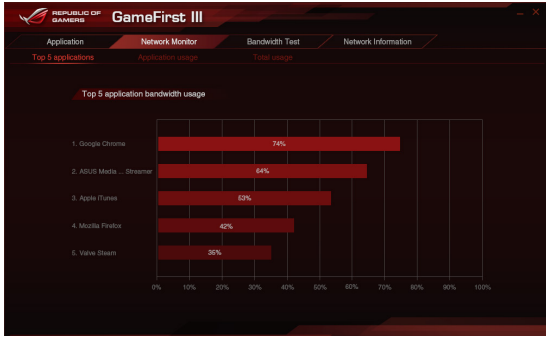 REPUBLIC OF
GAMERS
GameFirst III
Application Network Monitor Bandwidth Test Network Information
Top 5 applications Application usage Total usage
Top 5 application bandwidth usage
1. Google Chrome 74%
2. ASUS Media ... Streamer 64%
3. Apple iTunes 53%
4. Mozilla Firefox 42%
5. Valve Steam 36%
0% 10% 20% 30% 40% 50% 60% 70% 80% 90% 100%